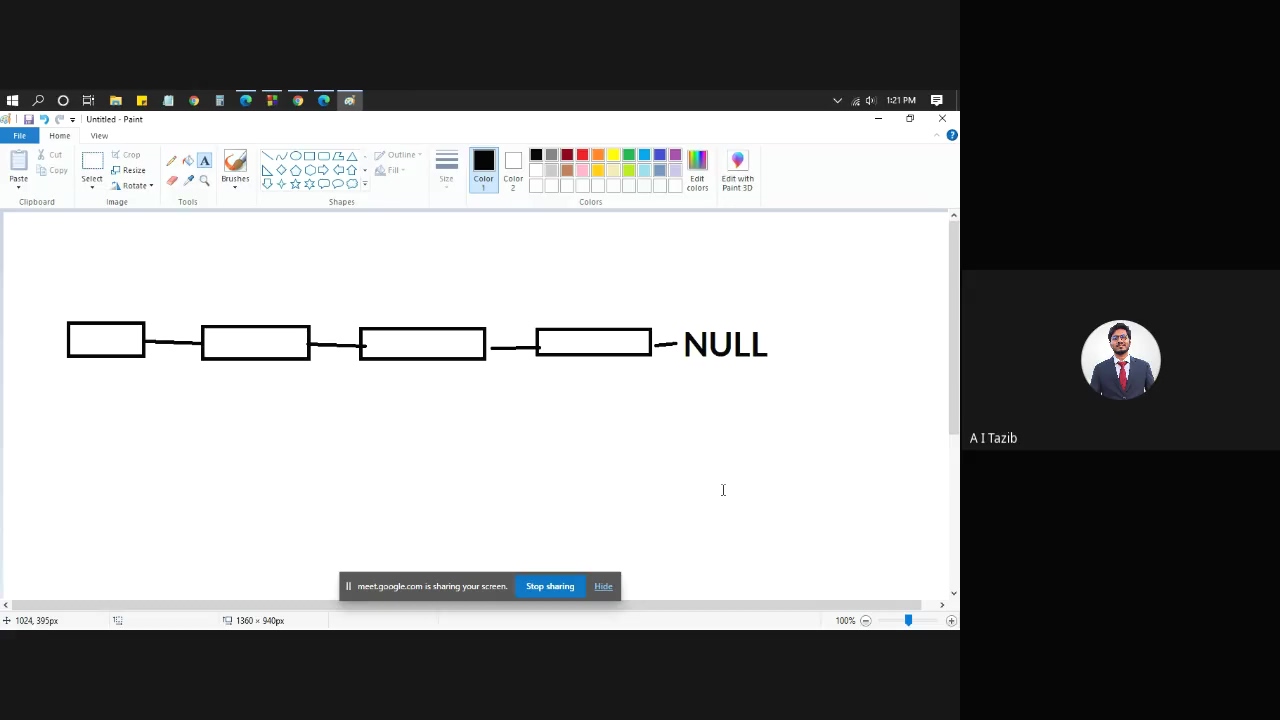 1:21 PM
Untitled - Paint
File Home View
Paste
Cut
Copy
Clipboard
Select
Crop
Resize
Rotate
Image
A
Tools
Brushes
Outline
Fill
Shapes
Size
Color 1
Color 2
Edit colors
Colors
Edit with Paint 3D
NULL
A I Tazib
meet.google.com is sharing your screen. Stop sharing Hide
1024, 395px
1360 × 940px
100%